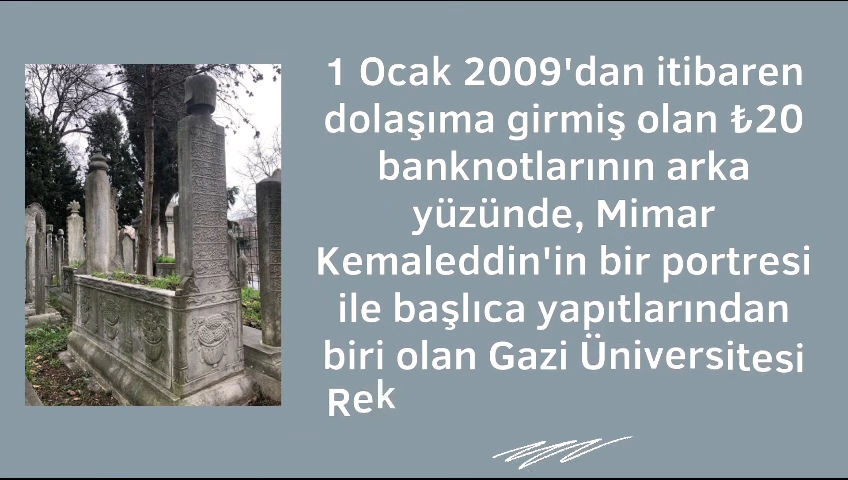 1 Ocak 2009'dan itibaren
dolaşıma girmiş olan ₺20
banknotlarının arka
yüzünde, Mimar
Kemaleddin'in bir portresi
ile başlıca yapıtlarından
biri olan Gazi Üniversitesi
Rek